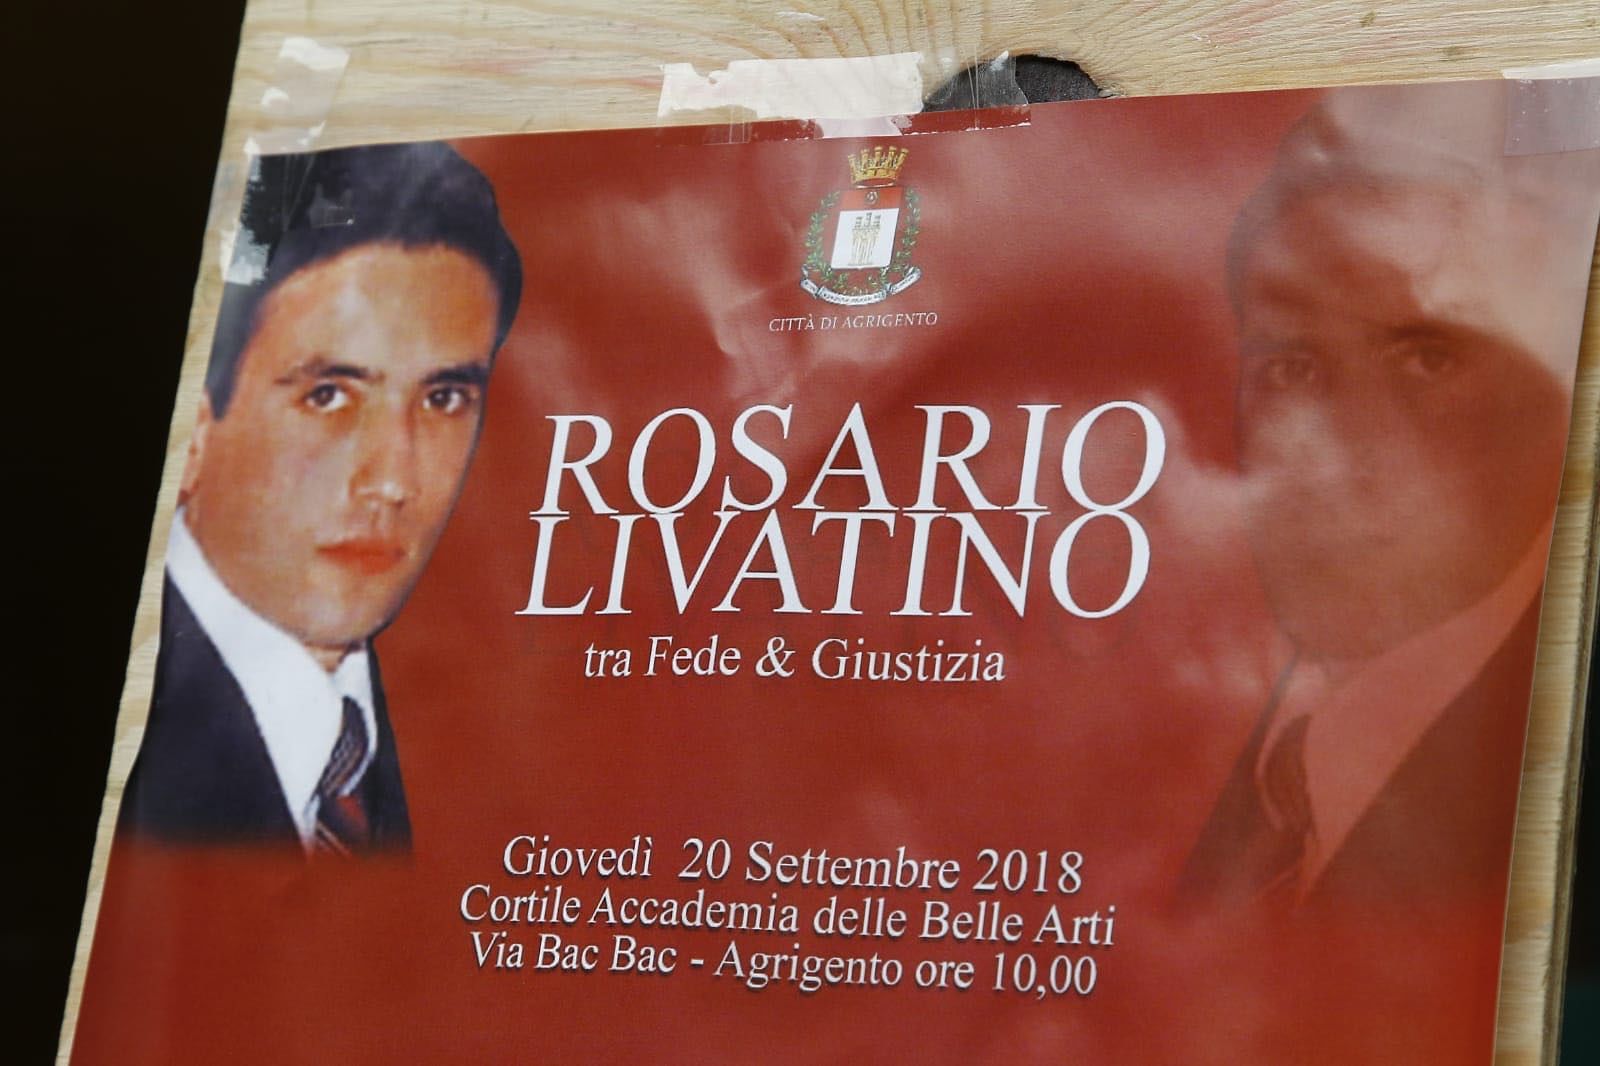 CITTÀ DI AGRIGENTO
ROSARIO
LIVATINO
tra Fede & Giustizia
Giovedì 20 Settembre 2018
Cortile Accademia delle Belle Arti
Via Bac Bac - Agrigento ore 10,00